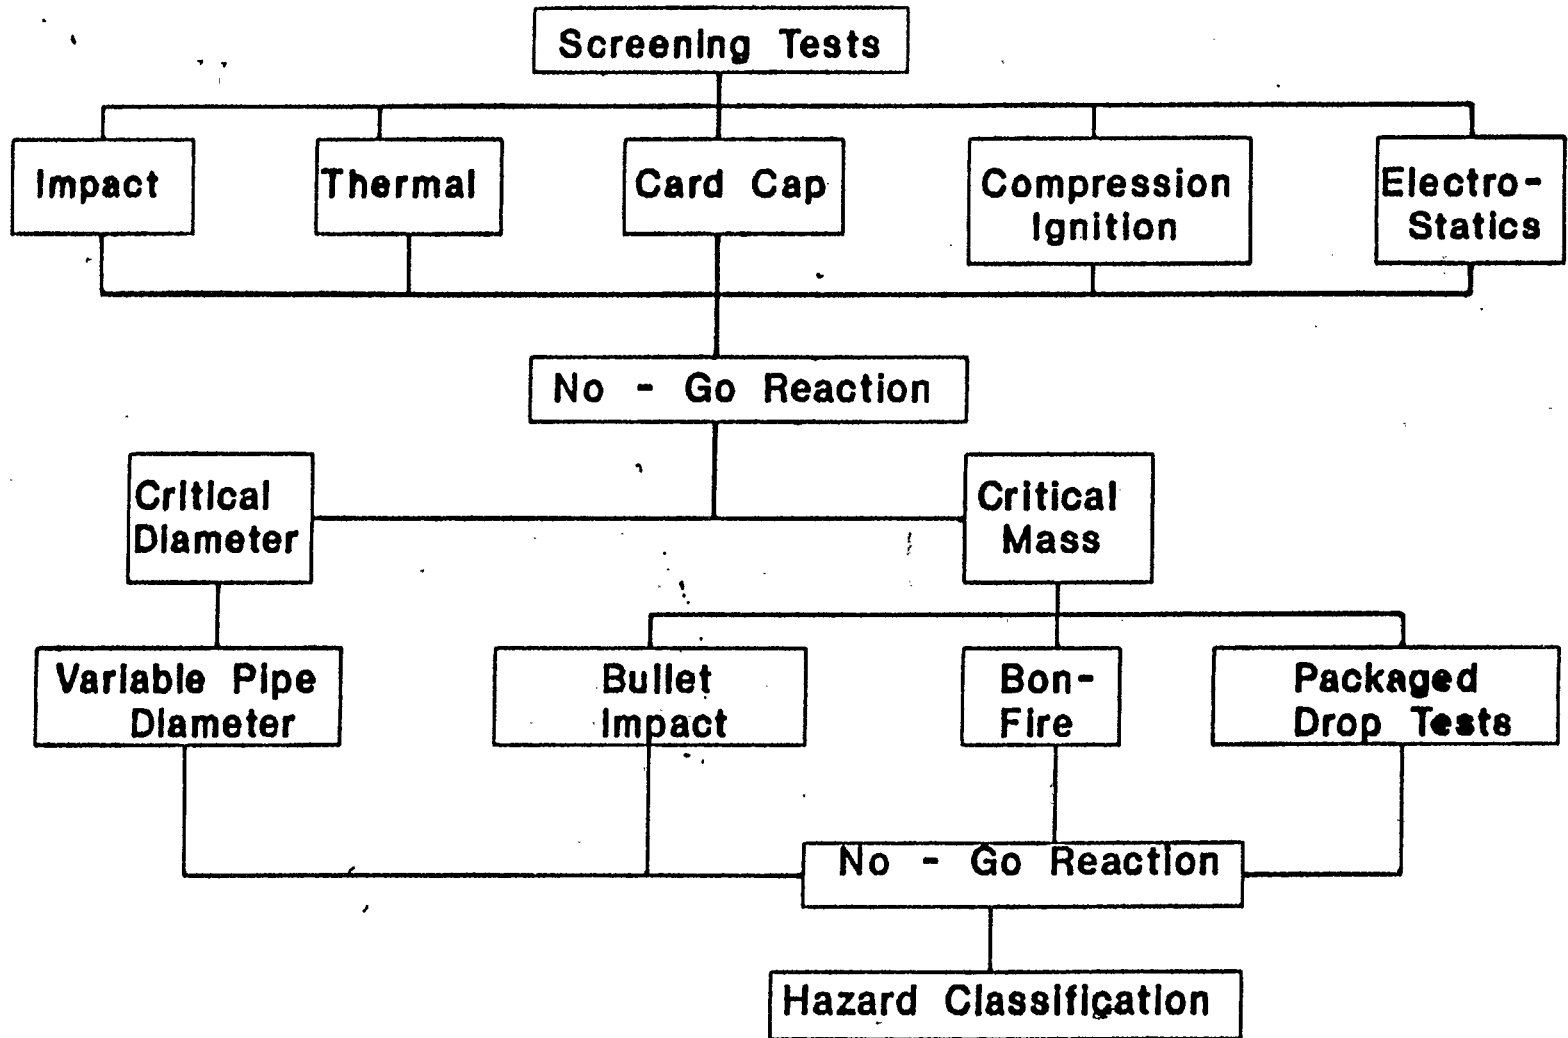 Screening Tests
Impact
Thermal
Card Cap
Compression
Ignition
Electro-
Statics
No - Go Reaction
Critical
Diameter
Critical
Mass
Variable Pipe
Diameter
Bullet
Impact
Bon-
Fire
Packaged
Drop Tests
No - Go Reaction
Hazard Classification